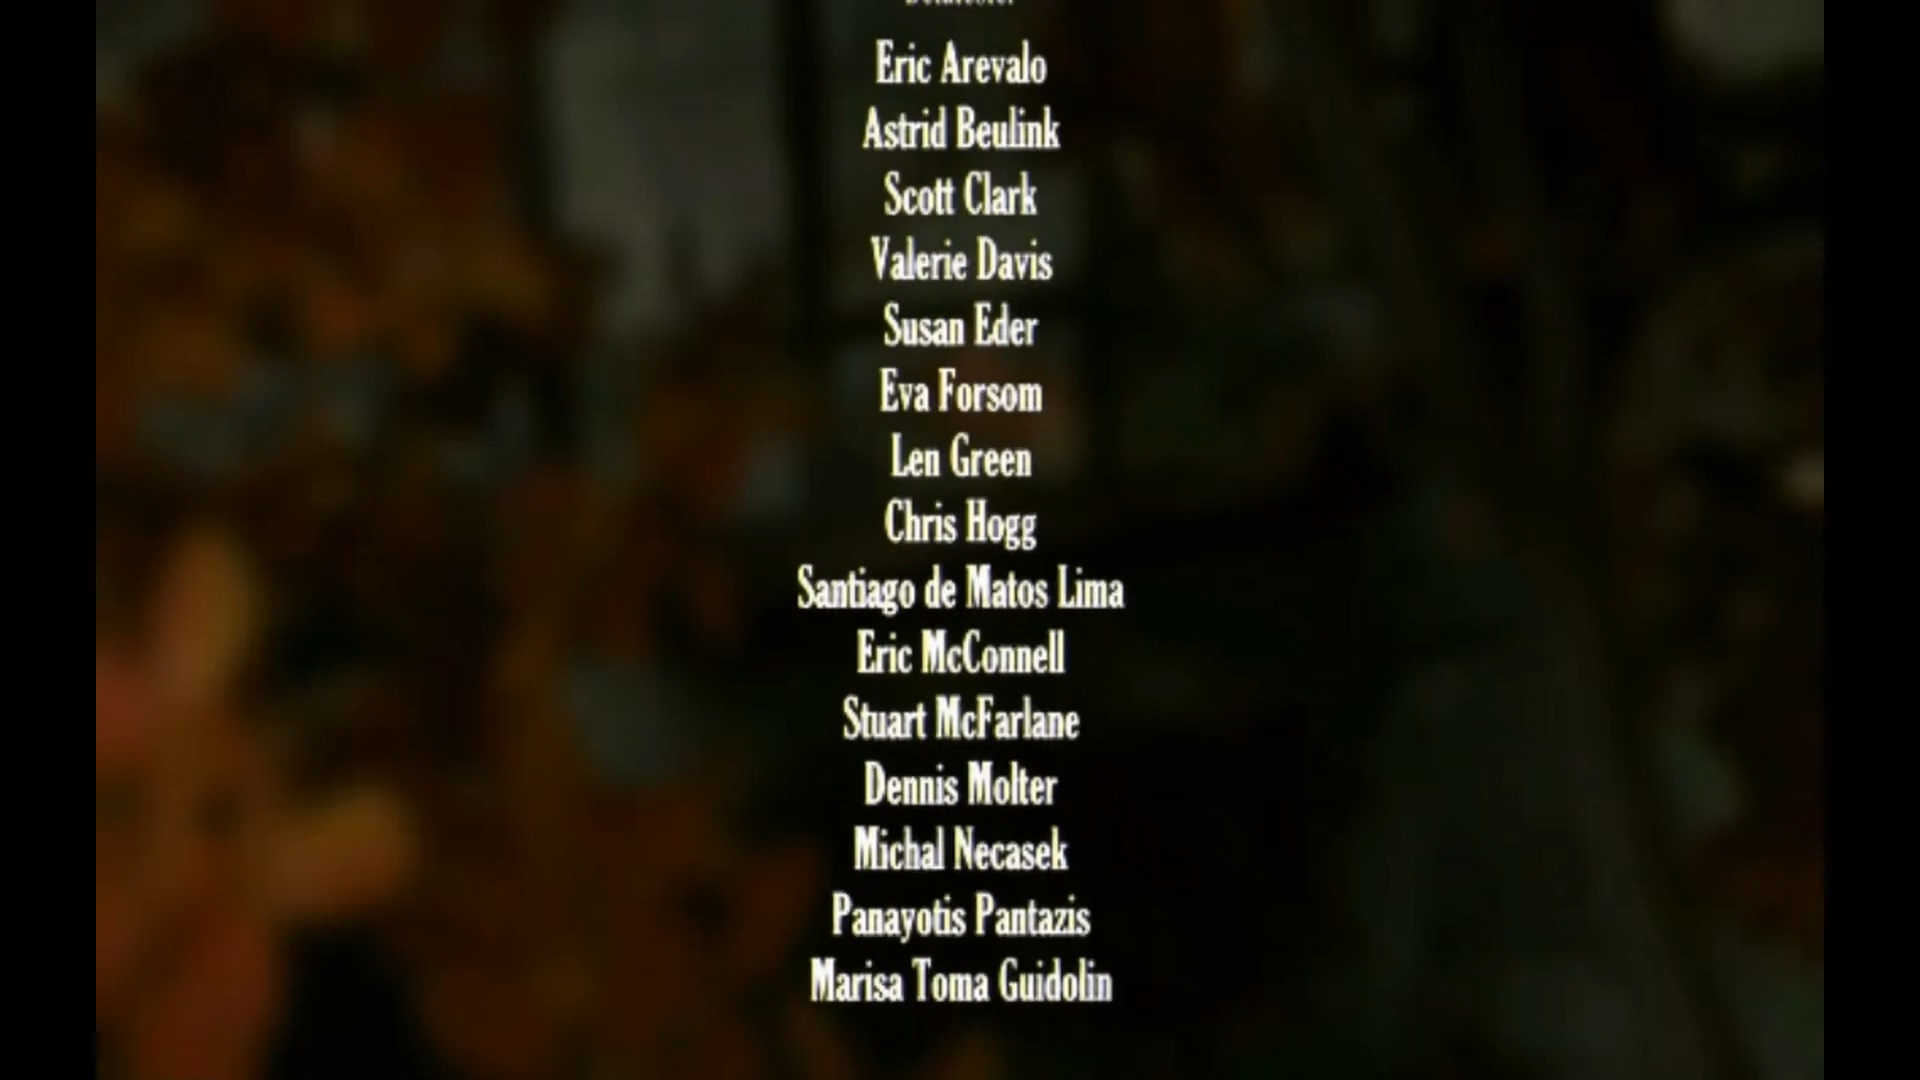 Eric Arevalo
Astrid Beulink
Scott Clark
Valerie Davis
Susan Eder
Eva Forsom
Len Green
Chris Hogg
Santiago de Matos Lima
Eric McConnell
Stuart McFarlane
Dennis Molter
Michal Necasek
Panayotis Pantazis
Marisa Toma Guidolin